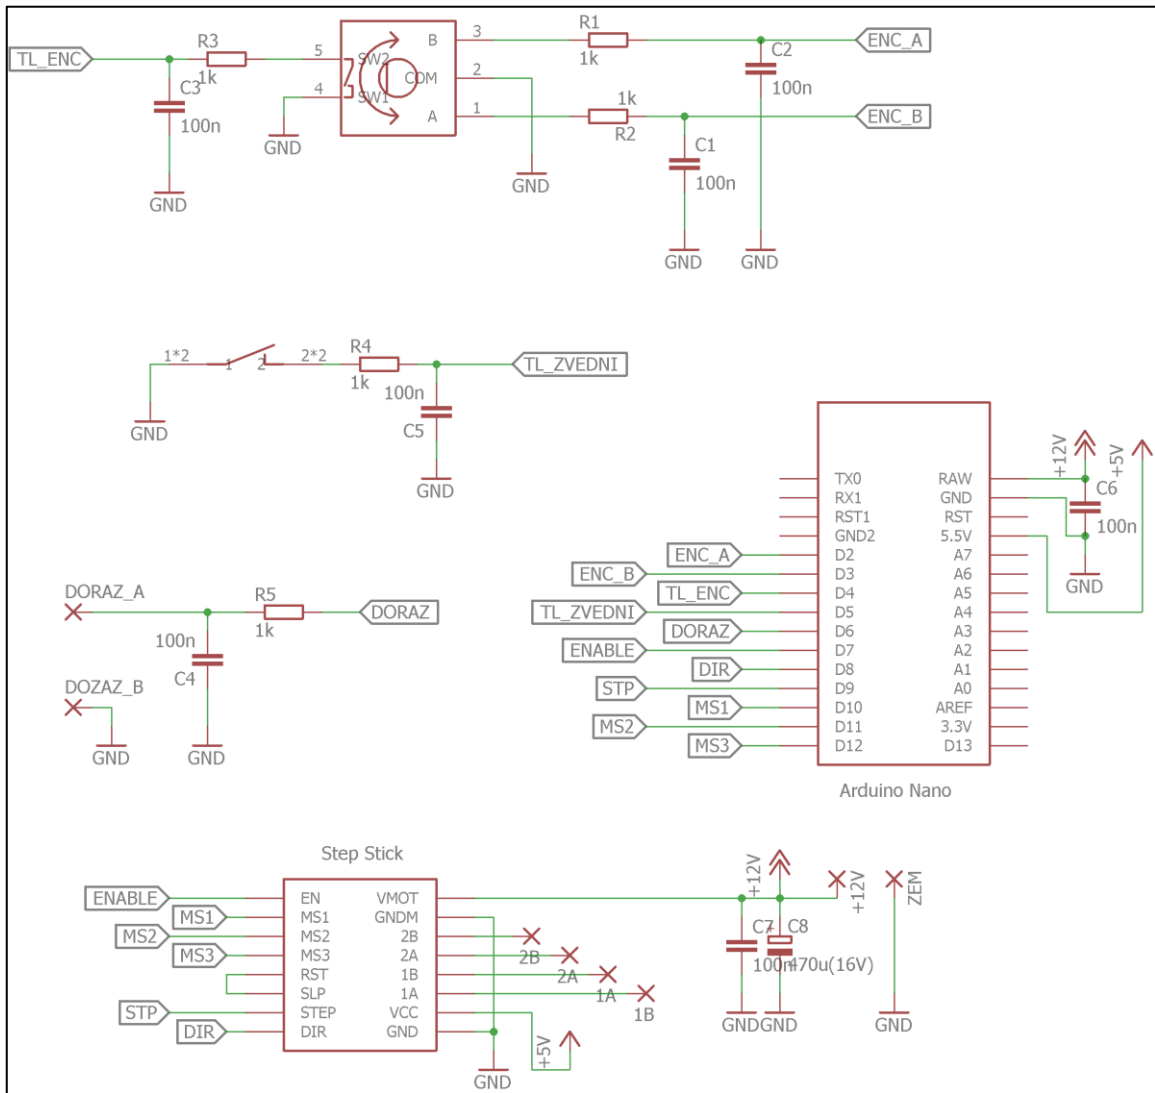 TL_ENC
R3
1k
C3
100n
GND
5
4
SW2
SW1
COM
B
A
3
2
1
GND
GND
R1
1k
1k
R2
C2
100n
C1
100n
GND
GND
ENC_A
ENC_B
1*2
1
2
2*2
GND
R4
1k
100n
C5
GND
TL_ZVEDNI
DORAZ_A
DOZAZ_B
GND
100n
C4
GND
R5
1k
DORAZ
ENC_A
ENC_B
TL_ENC
TL_ZVEDNI
DORAZ
ENABLE
DIR
STP
MS1
MS2
MS3
TX0
RX1
RST1
GND2
D2
D3
D4
D5
D6
D7
D8
D9
D10
D11
D12
RAW
GND
RST
5.5V
A7
A6
A5
A4
A3
A2
A1
A0
AREF
3.3V
D13
Arduino Nano
+12V
+5V
C6
100n
GND
Step Stick
ENABLE
MS1
MS2
MS3
STP
DIR
EN
MS1
MS2
MS3
RST
SLP
STEP
DIR
VMOT
GNDM
2B
2A
1B
1A
VCC
GND
2B
2A
1A
1B
+5V
GND
+12V
C7
100n
C8
470u(16V)
GND
GND
+12V
ZEM
GND